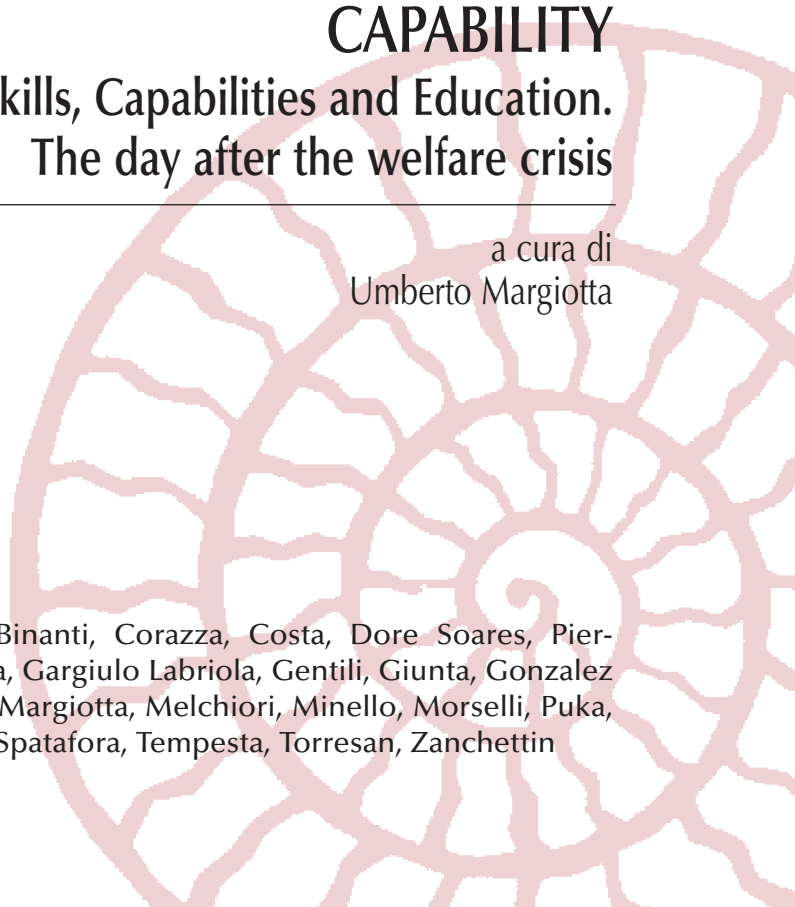 CAPABILITY
kills, Capabilities and Education.
The day after the welfare crisis
a cura di
Umberto Margiotta
Binanti, Corazza, Costa, Dore Soares, Pier-
a, Gargiulo Labriola, Gentili, Giunta, Gonzalez
Margiotta, Melchiori, Minello, Morselli, Puka,
Spatafora, Tempesta, Torresan, Zanchettin